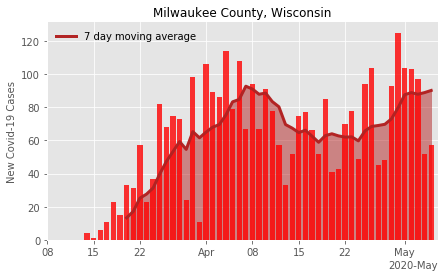 Milwaukee County, Wisconsin
7 day moving average
New Covid-19 Cases
120
100
80
60
40
20
0
08 15 22 Apr 08 15 22 May
2020-May